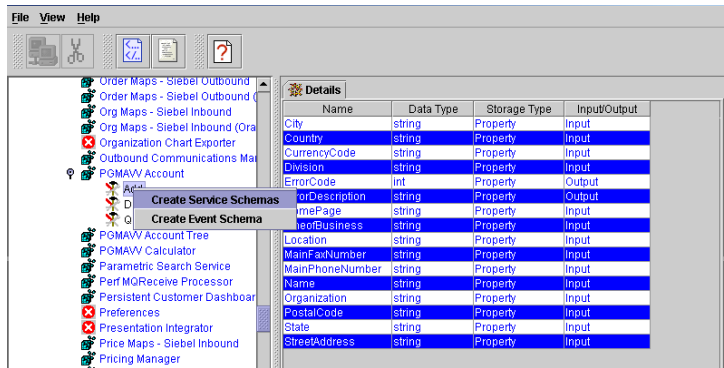 File View Help
Order Maps - Siebel Outbound
Order Maps - Siebel Outbound (
Org Maps - Siebel Inbound
Org Maps - Siebel Inbound (Ora
Organization Chart Exporter
Outbound Communications Ma
PGMAVV Account
Add
D
Q
Create Service Schemas
Create Event Schema
PGMAVV Account Tree
PGMAVV Calculator
Parametric Search Service
Perf MQReceive Processor
Persistent Customer Dashboar
Preferences
Presentation Integrator
Price Maps - Siebel Inbound
Pricing Manager
Details
Name Data Type Storage Type Input/Output
City string Property Input
Country string Property Input
CurrencyCode string Property Input
Division string Property Input
ErrorCode int Property Output
rorDescription string Property Output
mePage string Property Input
neofBusiness string Property Input
Location string Property Input
MainFaxNumber string Property Input
MainPhoneNumber string Property Input
Name string Property Input
Organization string Property Input
PostalCode string Property Input
State string Property Input
StreetAddress string Property Input